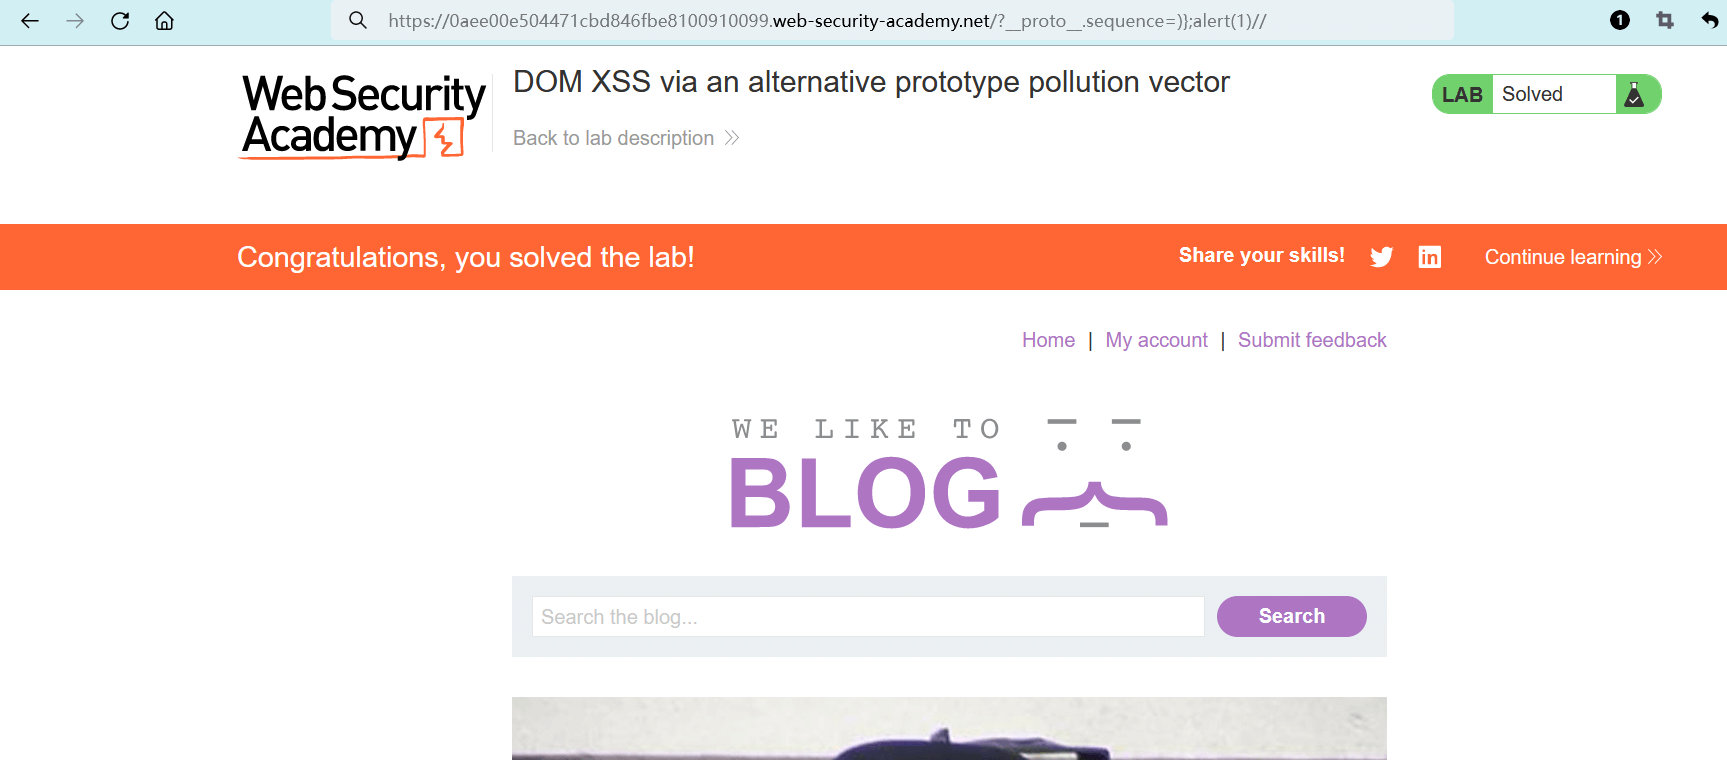 https://0aee00e504471cbd846fbe8100910099.web-security-academy.net/?__proto__.sequence=)};alert(1)//
1
Web Security
Academy
DOM XSS via an alternative prototype pollution vector
Back to lab description
LAB Solved
Congratulations, you solved the lab!
Share your skills!
Continue learning
Home | My account | Submit feedback
WE LIKE TO
BLOG
Search the blog...
Search